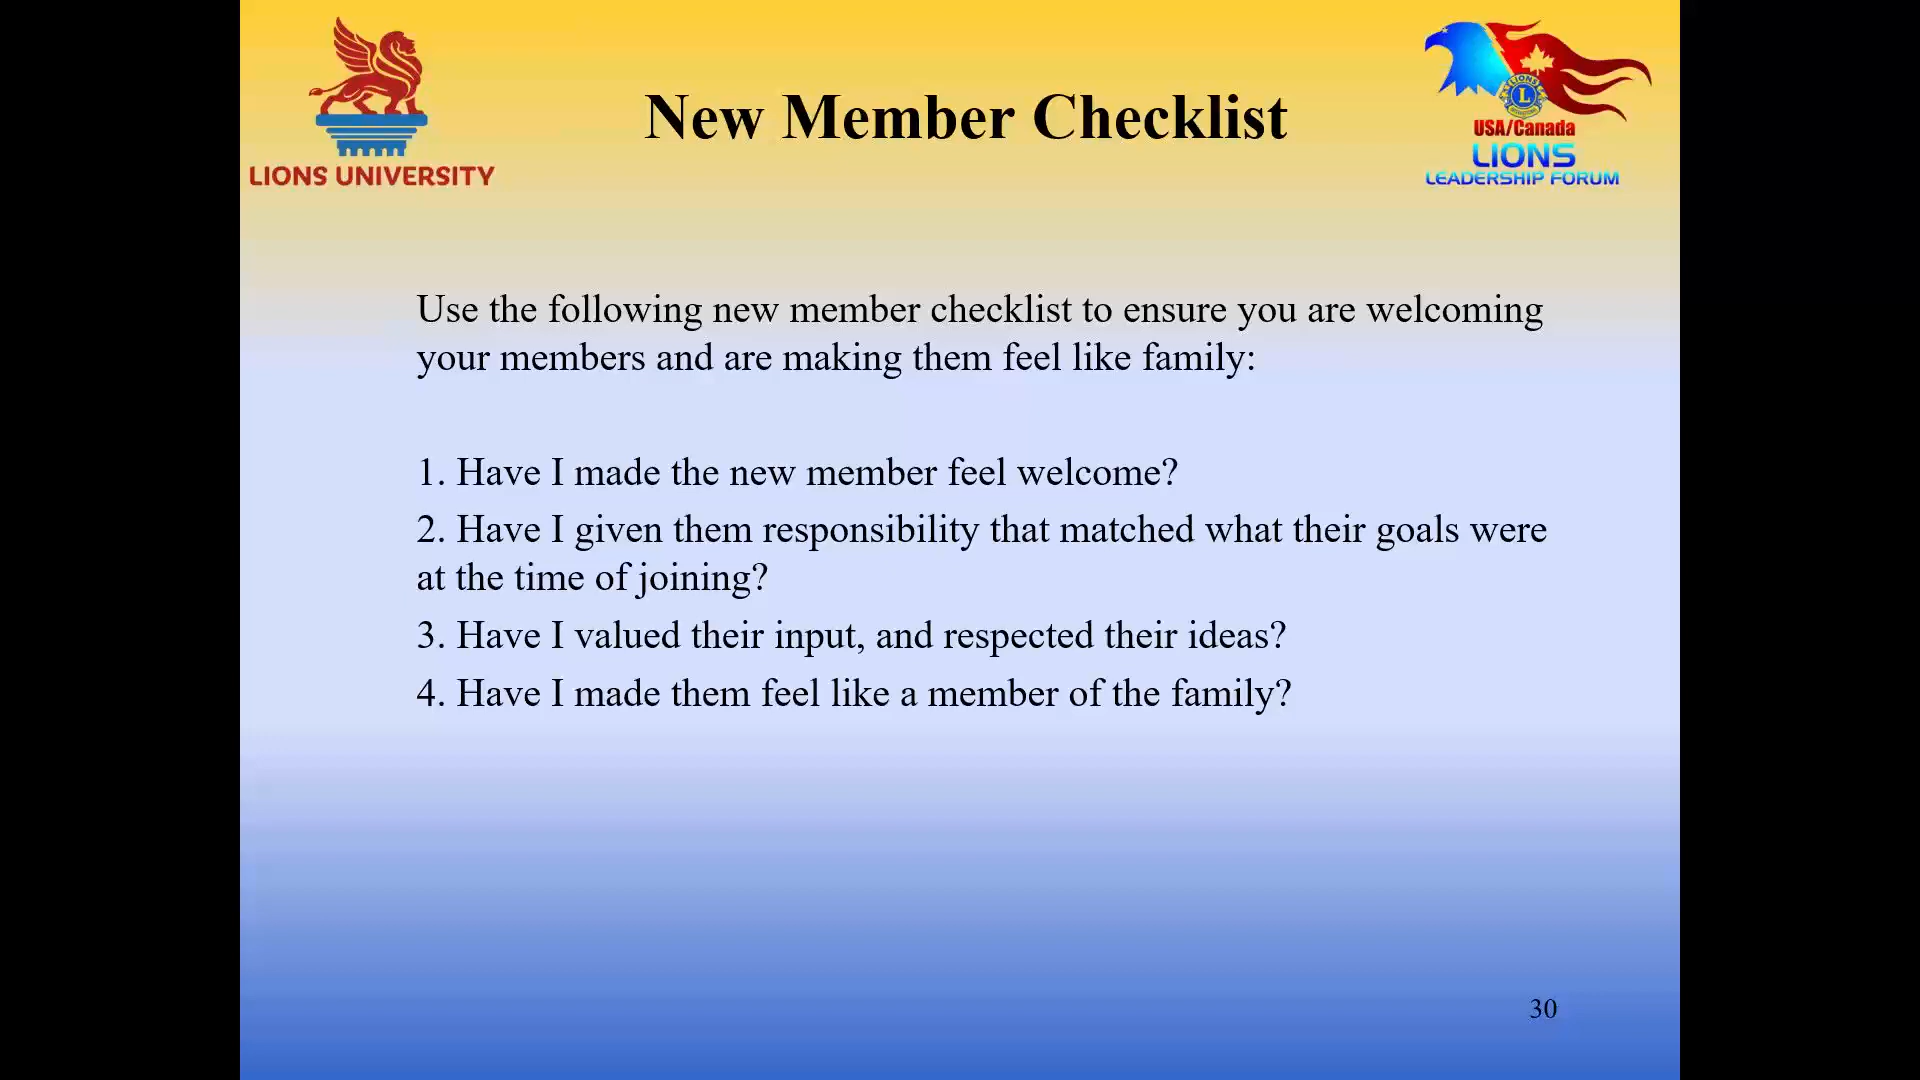 LIONS UNIVERSITY
New Member Checklist
LIONS
L
USA/Canada
LIONS
LEADERSHIP FORUM
Use the following new member checklist to ensure you are welcoming
your members and are making them feel like family:
1. Have I made the new member feel welcome?
2. Have I given them responsibility that matched what their goals were
at the time of joining?
3. Have I valued their input, and respected their ideas?
4. Have I made them feel like a member of the family?
30